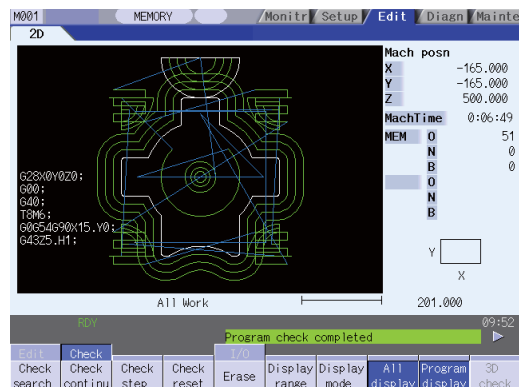 M001 MEMORY Monitr Setup Edit Diagn Mainte
2D
Mach posn
X -165.000
Y -165.000
Z 500.000
MachTime 0:06:49
MEM O 51
N 0
B 0
O
N
B
G28X0Y0Z0;
G00;
G40;
T8M6;
G0G54G90X15.Y0;
G43Z5.H1;
Y
X
All Work 201.000
RDY 09:52
Program check completed
Edit Check I/O
Check search Check continu Check step Check reset Erase Display range Display mode All display Program display 3D check